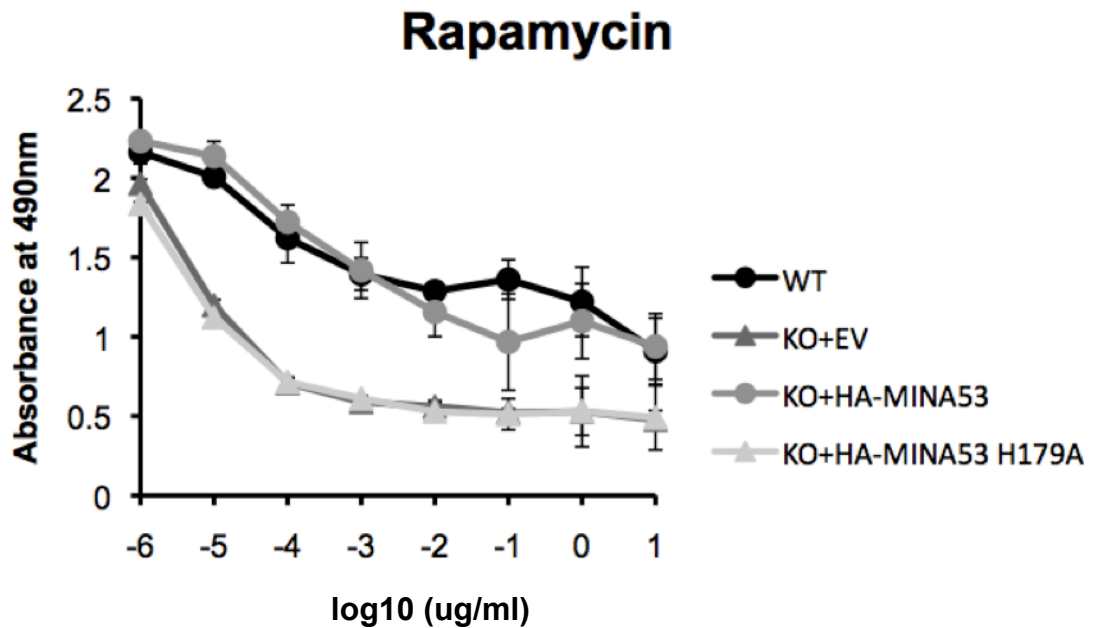 Rapamycin
Absorbance at 490nm
2.5
2
1.5
1
0.5
0
-6 -5 -4 -3 -2 -1 0 1
log10 (ug/ml)
WT
KO+EV
KO+HA-MINA53
KO+HA-MINA53 H179A